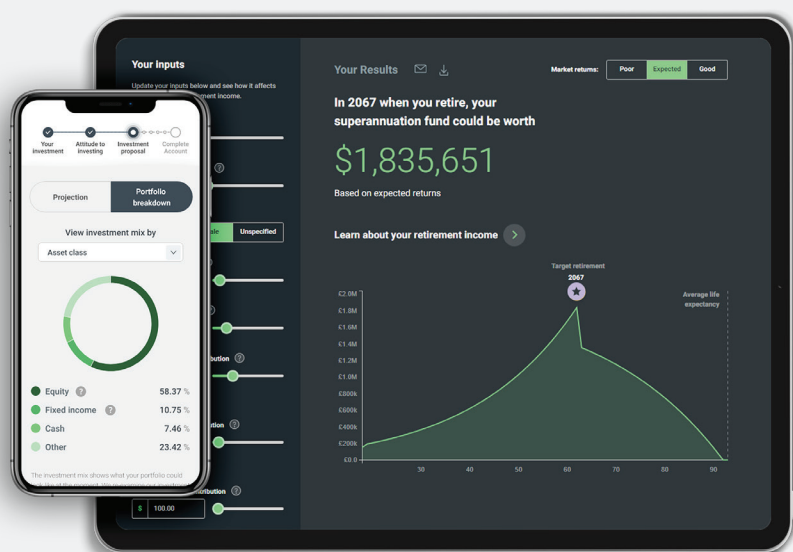 Your
investment
Attitude to
investing
Investment
proposal
Complete
Account
Projection
Portfolio
breakdown
View investment mix by
Asset class
Equity ? 58.37 %
Fixed income ? 10.75 %
Cash 7.46 %
Other 23.42 %
The investment mix shows what your portfolio could
Your inputs
Update your inputs below and see how it affects
income.
?
Unspecified
?
?
$ 100.00
Your Results
Market returns: Poor Expected Good
In 2067 when you retire, your
superannuation fund could be worth
$1,835,651
Based on expected returns
Learn about your retirement income
Target retirement
2067
Average life
expectancy
£2.0M
£1.8M
£1.6M
£1.4M
£1.2M
£1.0M
£800k
£600k
£400k
£200k
£0.0
30 40 50 60 70 80 90